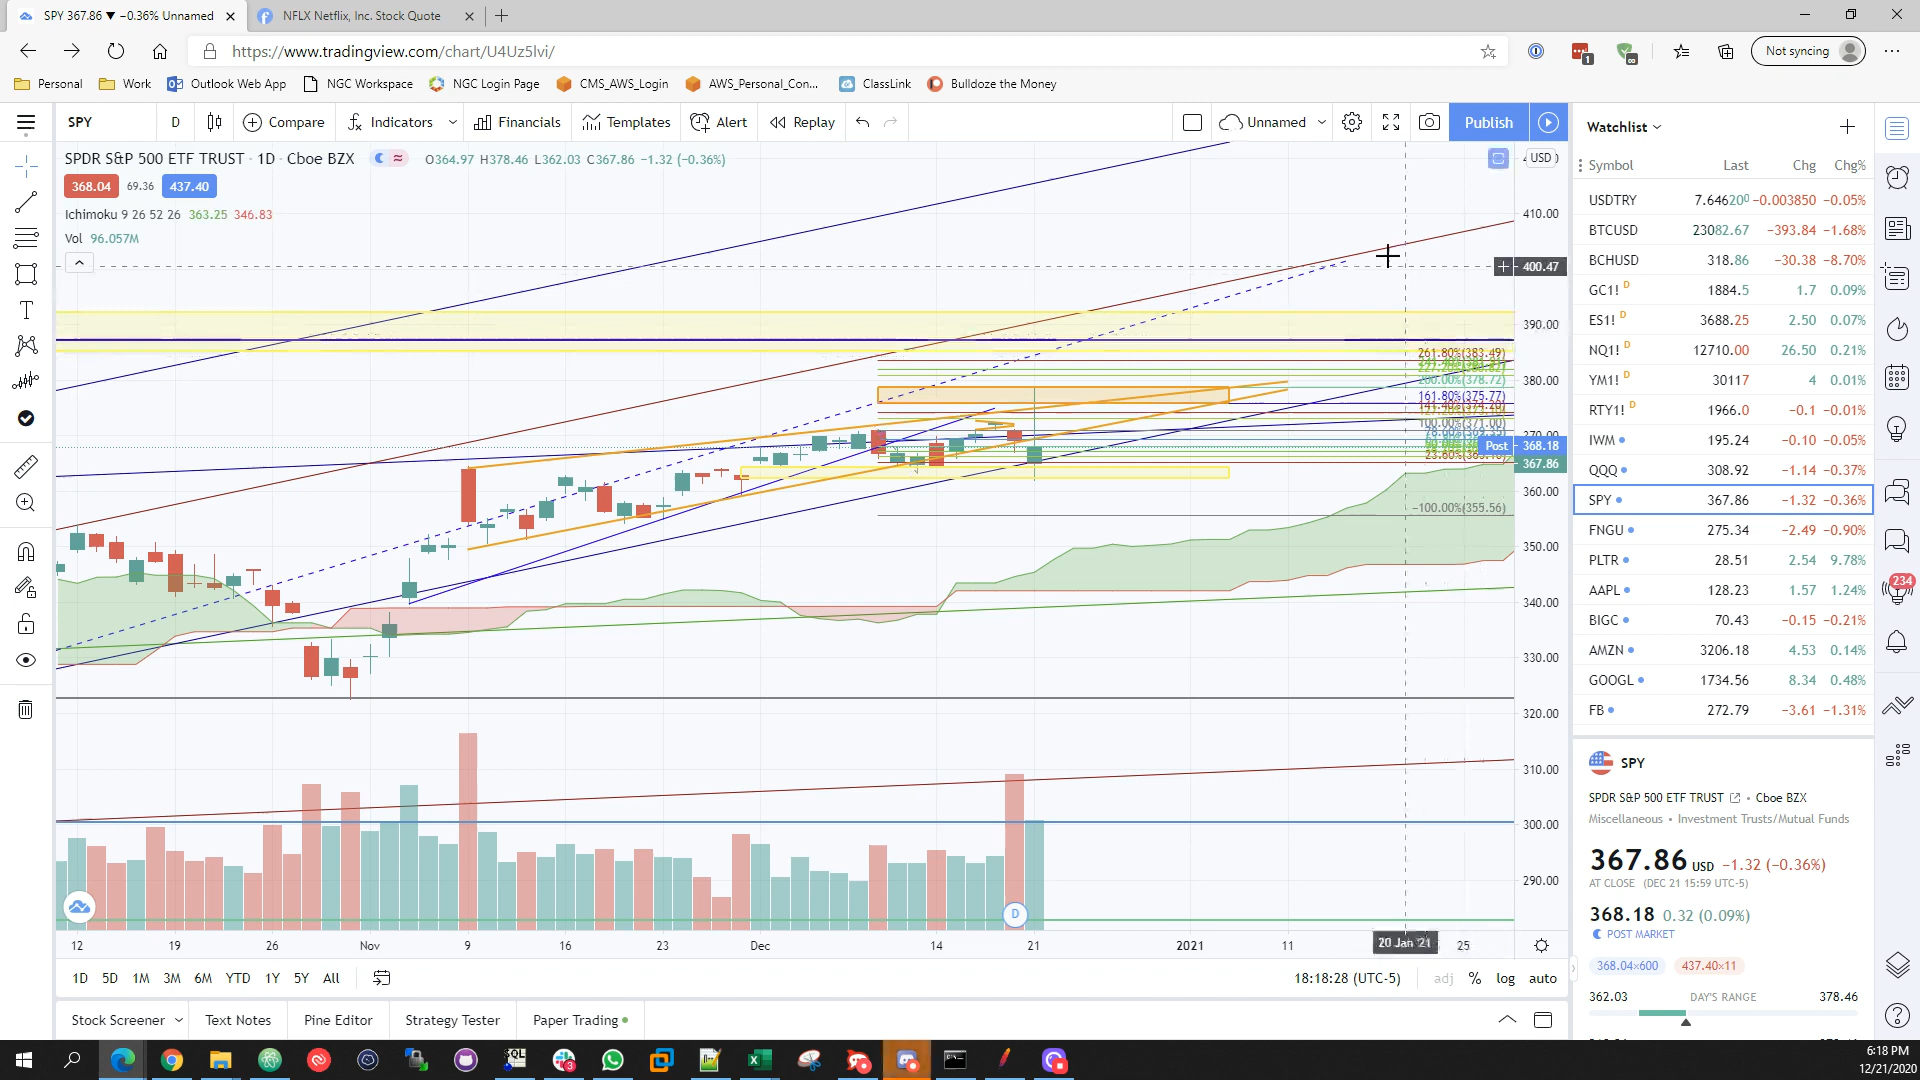 SPY 367.86 ▼ −0.36% Unnamed
NFLX Netflix, Inc. Stock Quote
https://www.tradingview.com/chart/U4Uz5lvi/
Not syncing
Personal
Work
Outlook Web App
NGC Workspace
NGC Login Page
CMS_AWS_Login
AWS_Personal_Con...
ClassLink
Bulldoze the Money
SPY
D
Compare
Indicators
Financials
Templates
Alert
Replay
Unnamed
Publish
SPDR S&P 500 ETF TRUST · 1D · Cboe BZX
O364.97 H378.46 L362.03 C367.86 −1.32 (−0.36%)
368.04 69.36 437.40
Ichimoku 9 26 52 26 363.25 346.83
Vol 96.057M
USD
410.00
400.47
390.00
380.00
360.00
350.00
340.00
330.00
320.00
310.00
300.00
290.00
261.80%(383.49)
200.00%(378.72)
161.80%(375.77)
100.00%(371.00)
−100.00%(355.56)
Post 368.18
367.86
D
12 19 26 Nov 9 16 23 Dec 14 21 2021 11 20 Jan '21 25
1D 5D 1M 3M 6M YTD 1Y 5Y All
18:18:28 (UTC-5)
adj % log auto
Stock Screener
Text Notes
Pine Editor
Strategy Tester
Paper Trading
Watchlist
Symbol Last Chg Chg%
USDTRY 7.646200 −0.003850 −0.05%
BTCUSD 23082.67 −393.84 −1.68%
BCHUSD 318.86 −30.38 −8.70%
GC1! D 1884.5 1.7 0.09%
ES1! D 3688.25 2.50 0.07%
NQ1! D 12710.00 26.50 0.21%
YM1! D 30117 4 0.01%
RTY1! D 1966.0 −0.1 −0.01%
IWM 195.24 −0.10 −0.05%
QQQ 308.92 −1.14 −0.37%
SPY 367.86 −1.32 −0.36%
FNGU 275.34 −2.49 −0.90%
PLTR 28.51 2.54 9.78%
AAPL 128.23 1.57 1.24%
BIGC 70.43 −0.15 −0.21%
AMZN 3206.18 4.53 0.14%
GOOGL 1734.56 8.34 0.48%
FB 272.79 −3.61 −1.31%
SPY
SPDR S&P 500 ETF TRUST • Cboe BZX
Miscellaneous • Investment Trusts/Mutual Funds
367.86 USD −1.32 (−0.36%)
AT CLOSE (DEC 21 15:59 UTC-5)
368.18 0.32 (0.09%)
POST MARKET
368.04×600 437.40×11
362.03 DAY'S RANGE 378.46
234
1
3
SQL
6:18 PM
12/21/2020